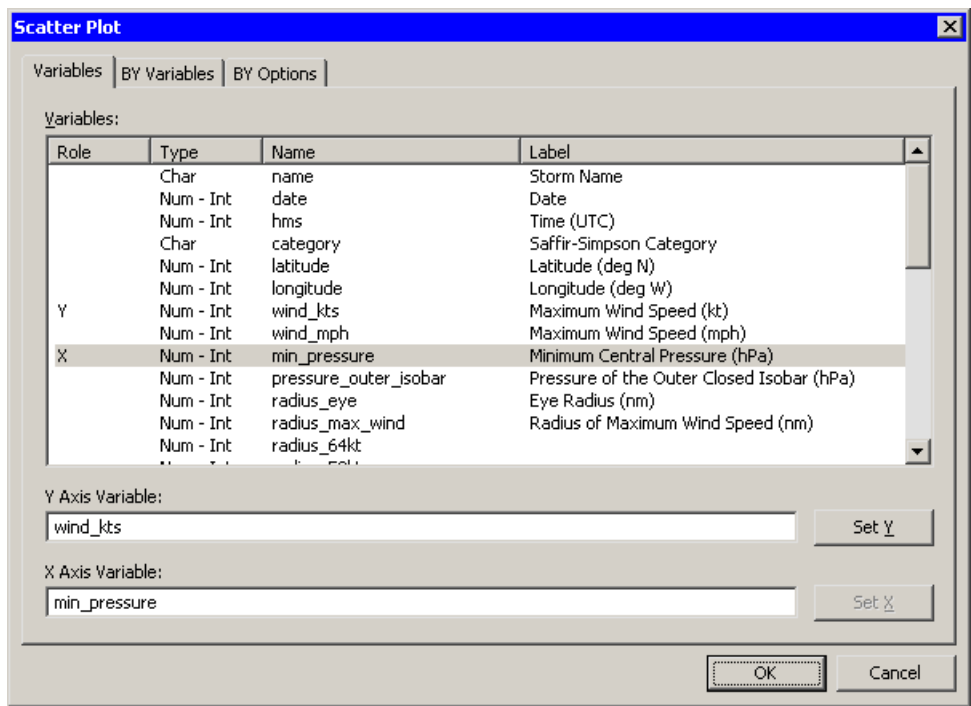 Scatter Plot
Variables BY Variables BY Options
Variables:
Role Type Name Label
Char name Storm Name
Num - Int date Date
Num - Int hms Time (UTC)
Char category Saffir-Simpson Category
Num - Int latitude Latitude (deg N)
Num - Int longitude Longitude (deg W)
Y Num - Int wind_kts Maximum Wind Speed (kt)
Num - Int wind_mph Maximum Wind Speed (mph)
X Num - Int min_pressure Minimum Central Pressure (hPa)
Num - Int pressure_outer_isobar Pressure of the Outer Closed Isobar (hPa)
Num - Int radius_eye Eye Radius (nm)
Num - Int radius_max_wind Radius of Maximum Wind Speed (nm)
Num - Int radius_64kt
Y Axis Variable:
wind_kts Set Y
X Axis Variable:
min_pressure Set X
OK Cancel